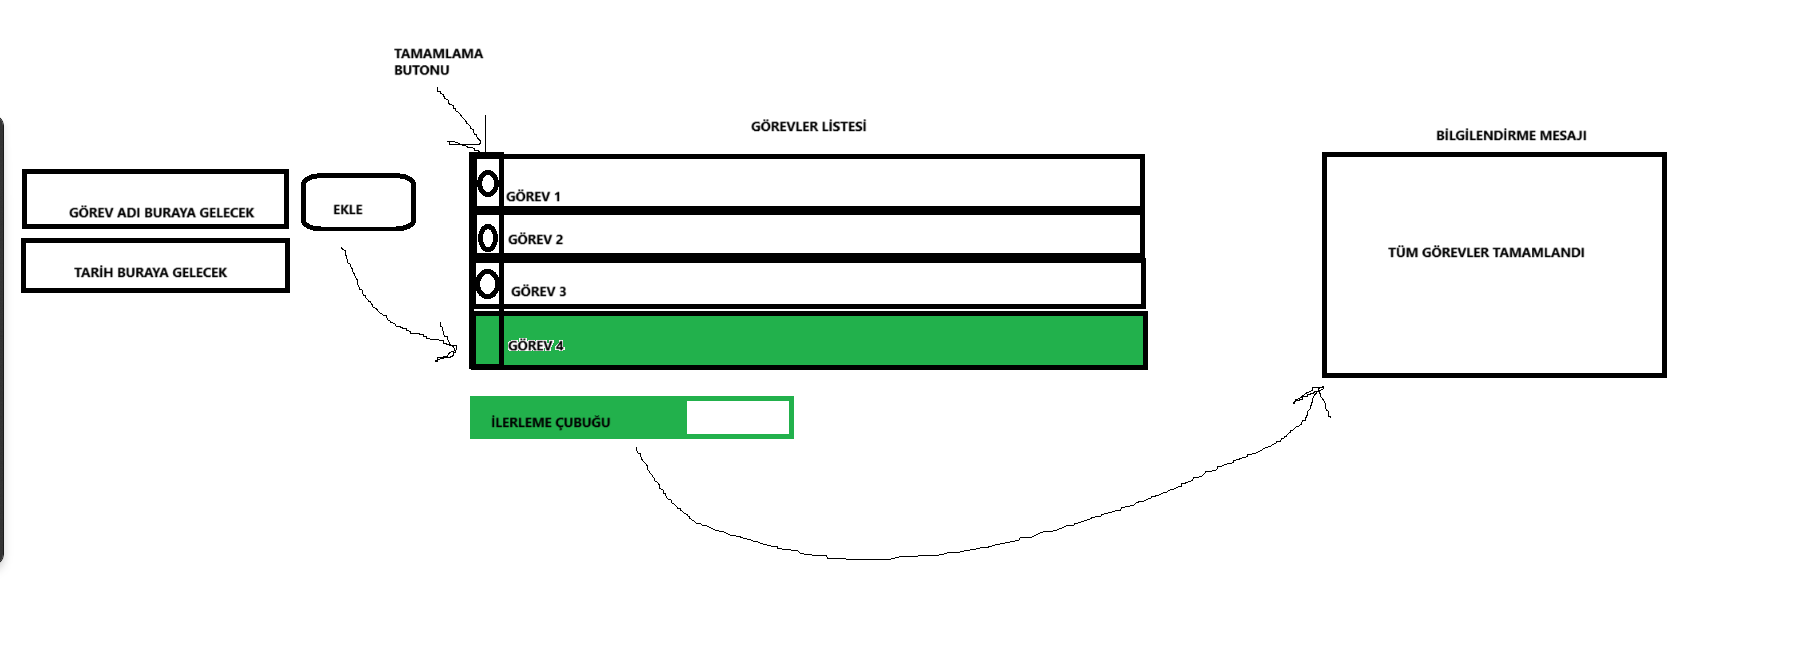 TAMAMLAMA
BUTONU
GÖREVLER LİSTESİ
BİLGİLENDİRME MESAJI
GÖREV ADI BURAYA GELECEK
EKLE
TARİH BURAYA GELECEK
GÖREV 1
GÖREV 2
GÖREV 3
GÖREV 4
İLERLEME ÇUBUĞU
TÜM GÖREVLER TAMAMLANDI